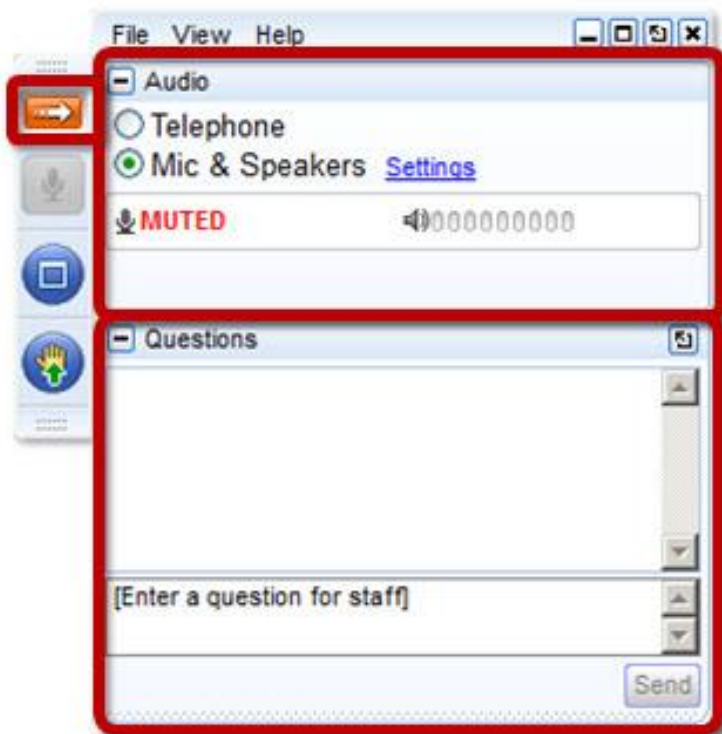 File View Help
Audio
Telephone
Mic & Speakers Settings
MUTED
Questions
[Enter a question for staff]
Send